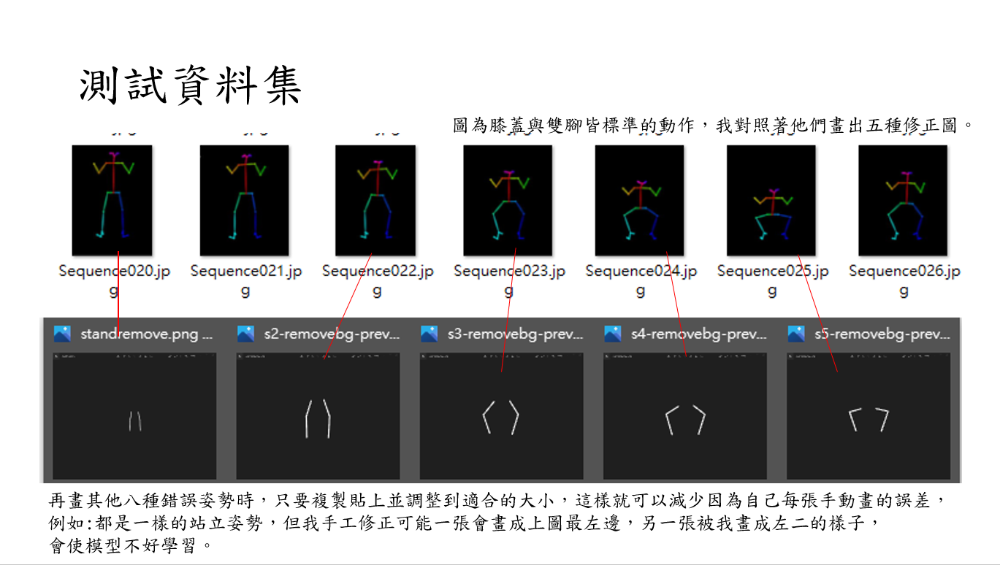 測試資料集
圖為膝蓋與雙腳皆標準的動作，我對照著他們畫出五種修正圖。
Sequence020.jp
g
Sequence021.jp
g
Sequence022.jp
g
Sequence023.jp
g
Sequence024.jp
g
Sequence025.jp
g
Sequence026.jp
g
standremove.png ...
s2-removebg-prev...
s3-removebg-prev...
s4-removebg-prev...
s5-removebg-prev...
再畫其他八種錯誤姿勢時，只要複製貼上並調整到適合的大小，這樣就可以減少因為自己每張手動畫的誤差，
例如:都是一樣的站立姿勢，但我手工修正可能一張會畫成上圖最左邊，另一張被我畫成左二的樣子，
會使模型不好學習。